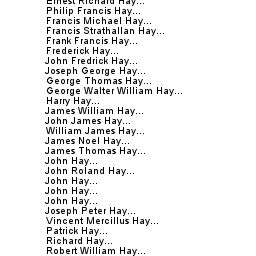 Ernest Richard Hay...
Philip Francis Hay...
Francis Michael Hay...
Francis Strathallan Hay...
Frank Francis Hay...
Frederick Hay...
John Fredrick Hay...
Joseph George Hay...
George Thomas Hay...
George Walter William Hay...
Harry Hay...
James William Hay...
John James Hay...
William James Hay...
James Noel Hay...
James Thomas Hay...
John Hay...
John Roland Hay...
John Hay...
John Hay...
John Hay...
Joseph Peter Hay...
Vincent Mercillus Hay...
Patrick Hay...
Richard Hay...
Robert William Hay...